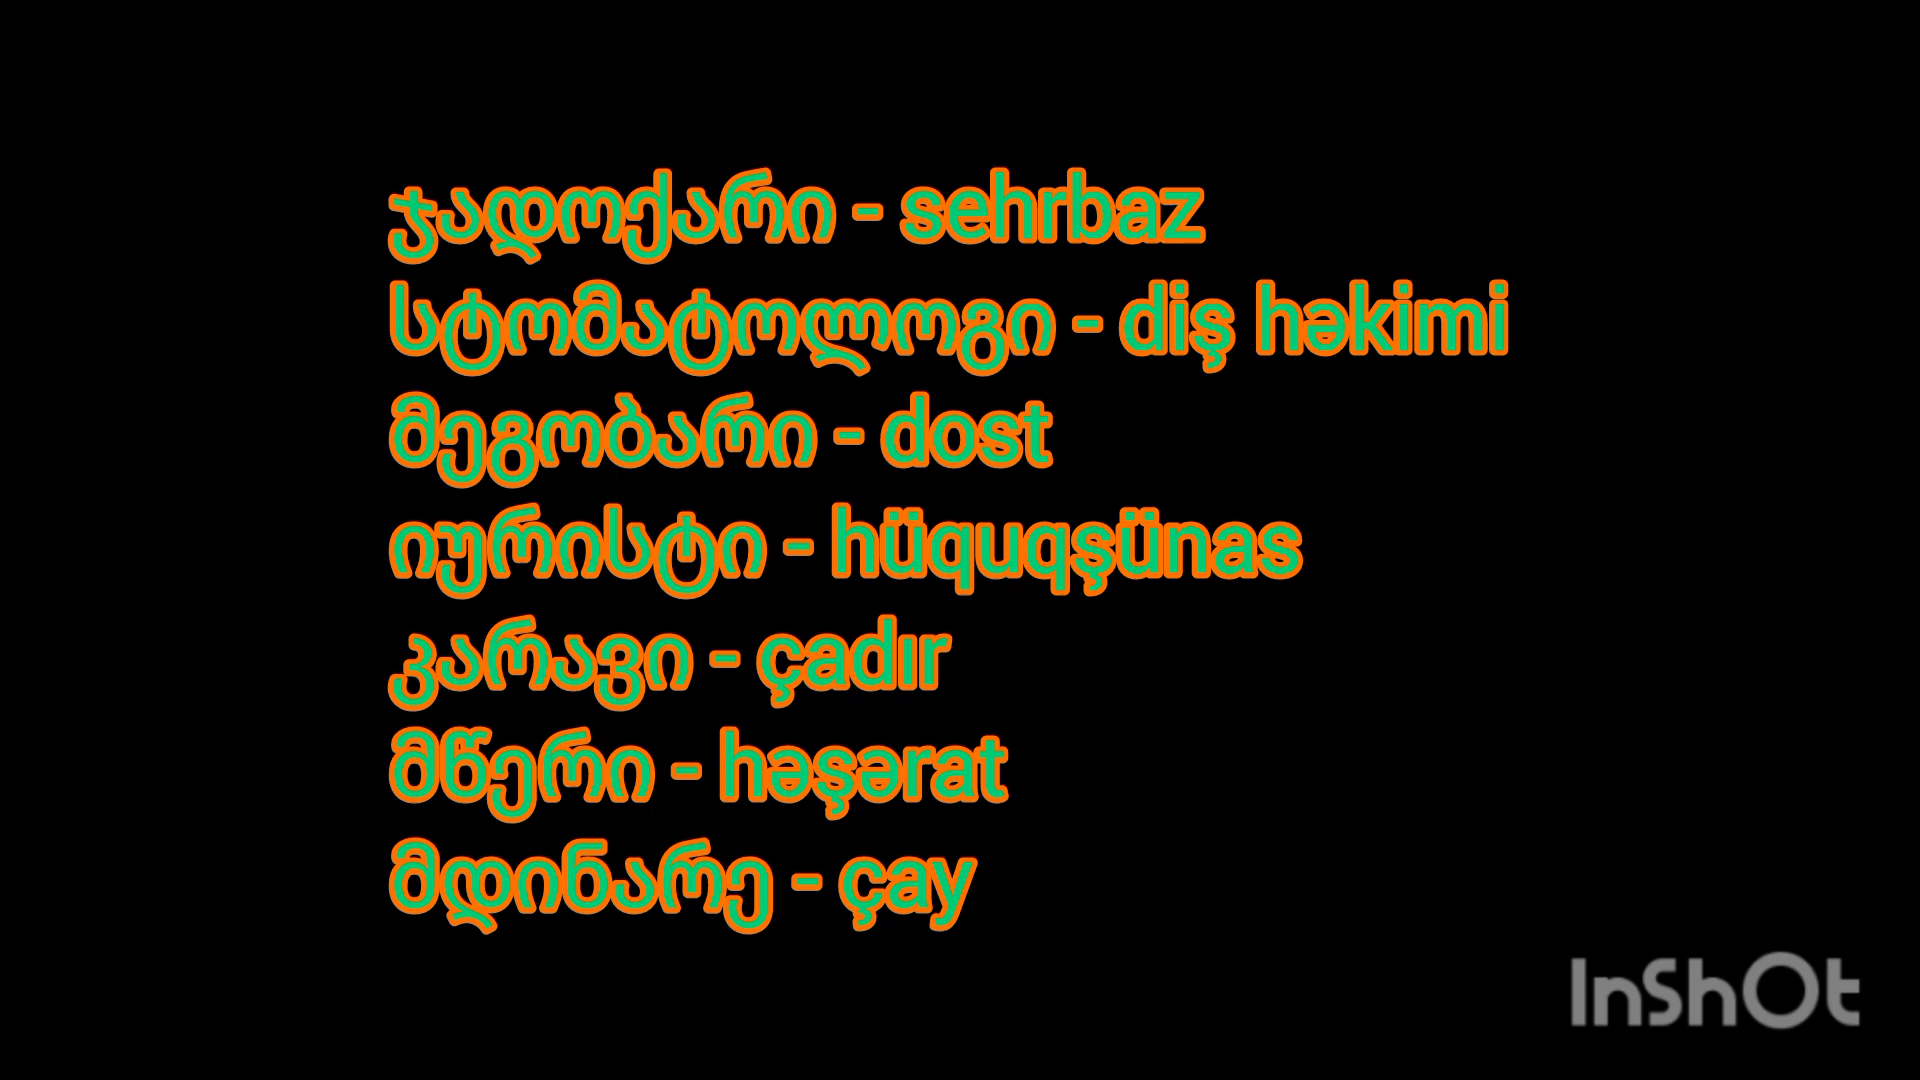 ჯადოქარი - sehrbaz
სტომატოლოგი - diş həkimi
მეგობარი - dost
იურისტი - hüquqşünas
კარავი - çadır
მწერი - həşərat
მდინარე - çay
InShOt